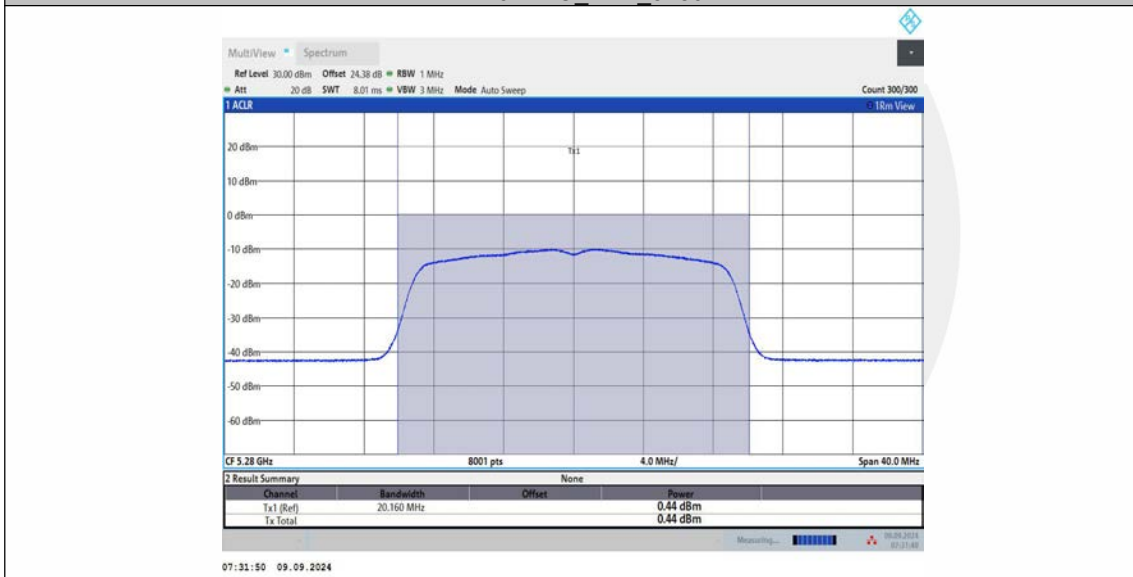 MultiView Spectrum
Ref Level 30.00 dBm Offset 24.38 dB RBW 1 MHz
Att 20 dB SWT 8.01 ms VBW 3 MHz Mode Auto Sweep Count 300/300
1 ACLR 1Rm View
20 dBm
Tx1
10 dBm
0 dBm
-10 dBm
-20 dBm
-30 dBm
-40 dBm
-50 dBm
-60 dBm
CF 5.28 GHz 8001 pts 4.0 MHz/ Span 40.0 MHz
2 Result Summary None
Channel Bandwidth Offset Power
Tx1 (Ref) 20.160 MHz 0.44 dBm
Tx Total 0.44 dBm
Measuring... 09.09.2024
07:31:50 09.09.2024